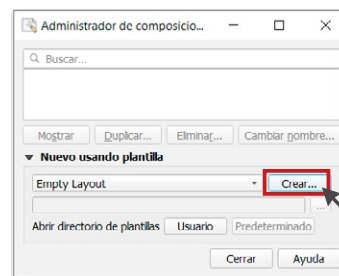 Administrador de composicio...
Buscar...
Mostrar Duplicar... Eliminar... Cambiar nombre...
Nuevo usando plantilla
Empty Layout Crear...
...
Abrir directorio de plantillas Usuario Predeterminado
Cerrar Ayuda